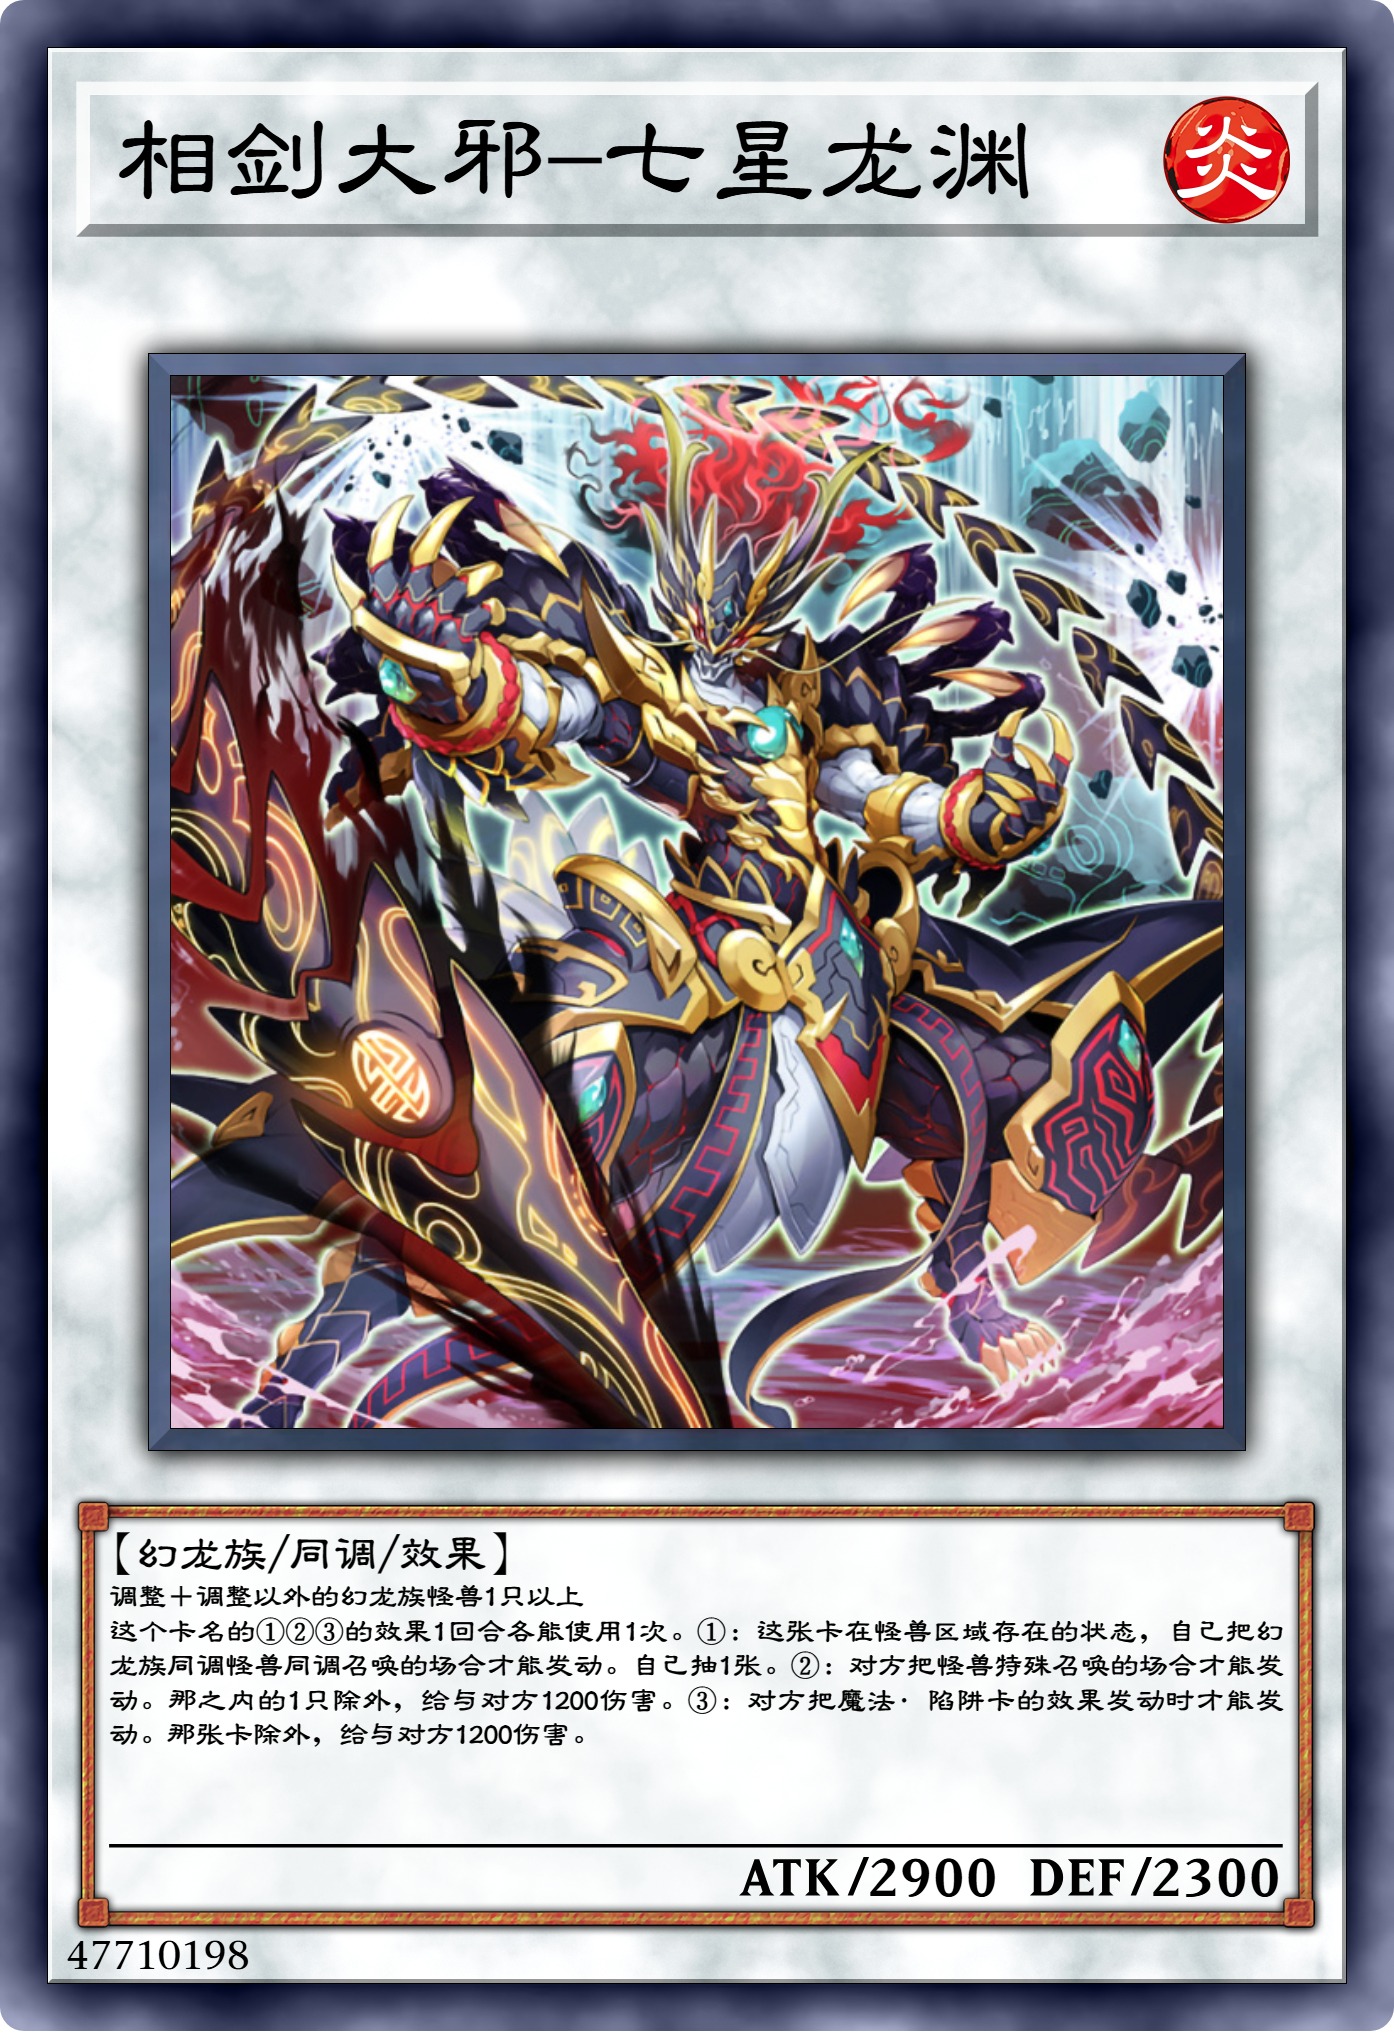 相剑大邪-七星龙渊
炎
【幻龙族/同调/效果】
调整＋调整以外的幻龙族怪兽1只以上
这个卡名的①②③的效果1回合各能使用1次。①：这张卡在怪兽区域存在的状态，自己把幻
龙族同调怪兽同调召唤的场合才能发动。自己抽1张。②：对方把怪兽特殊召唤的场合才能发
动。那之内的1只除外，给与对方1200伤害。③：对方把魔法·陷阱卡的效果发动时才能发
动。那张卡除外，给与对方1200伤害。
ATK/2900 DEF/2300
47710198